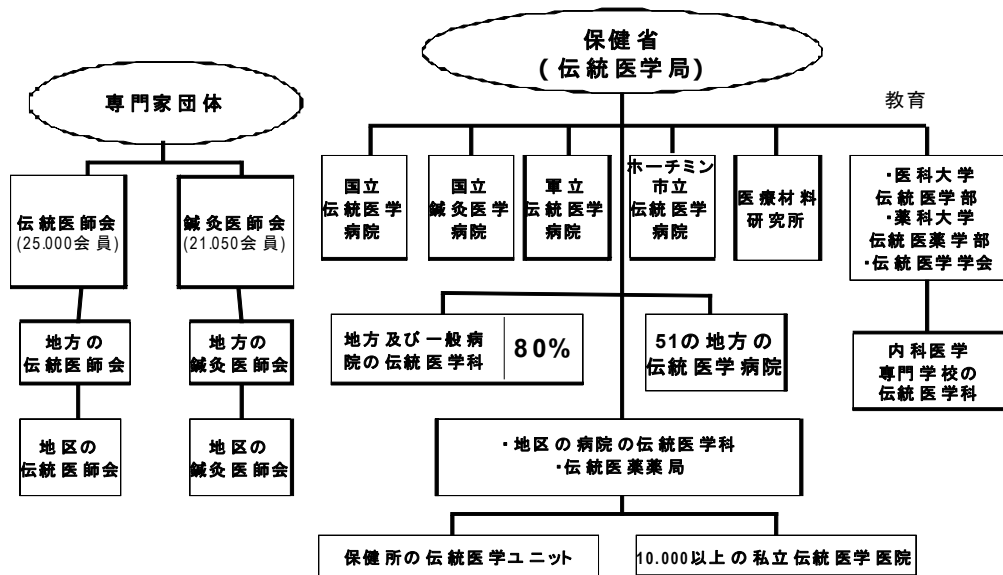 保健省
(伝統医学局)
専門家団体
教育
伝統医師会
(25.000会員)
鍼灸医師会
(21.050会員)
国立
伝統医学
病院
国立
鍼灸医学
病院
軍立
伝統医学
病院
ホーチミン
市立
伝統医学
病院
医療材料
研究所
・医科大学
伝統医学部
・薬科大学
伝統医薬学部
・伝統医学学会
地方の
伝統医師会
地方の
鍼灸医師会
地方及び一般病
院の伝統医学科
80%
51の地方の
伝統医学病院
内科医学
専門学校の
伝統医学科
地区の
伝統医師会
地区の
鍼灸医師会
・地区の病院の伝統医学科
・伝統医薬薬局
保健所の伝統医学ユニット
10.000以上の私立伝統医学医院